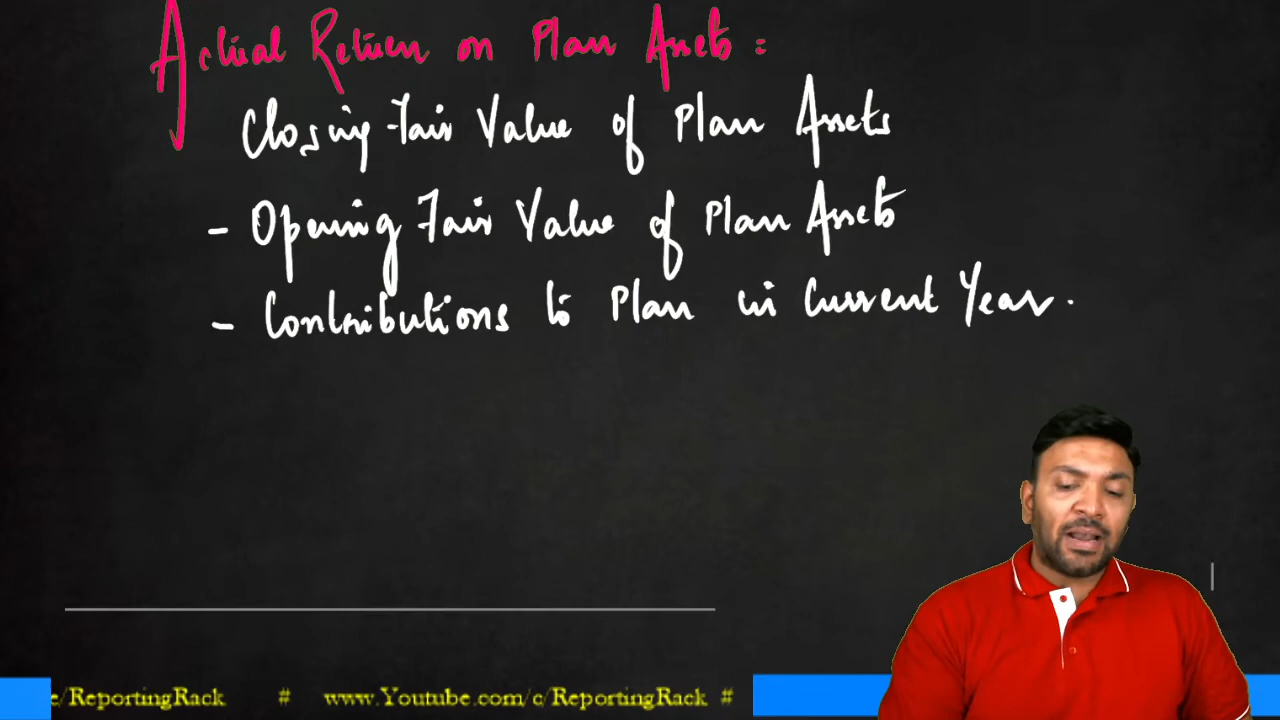 Actual Return on Plan Assets :
Closing Fair Value of Plan Assets
- Opening Fair Value of Plan Assets
- Contributions to Plan in Current Year.
c/ReportingRack # www.Youtube.com/c/ReportingRack #